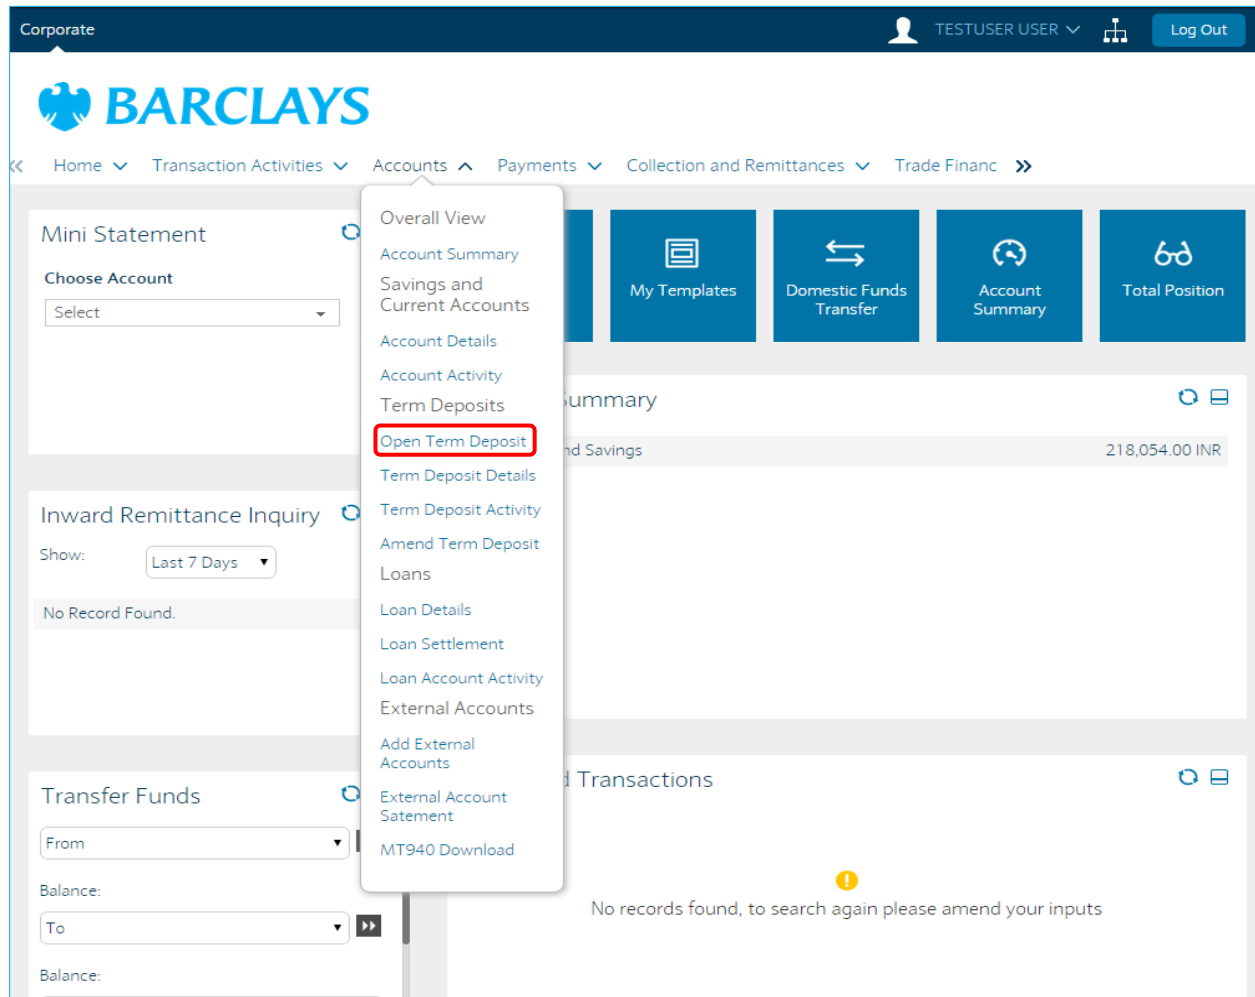 Corporate
TESTUSER USER
Log Out
BARCLAYS
Home
Transaction Activities
Accounts
Payments
Collection and Remittances
Trade Financ
Mini Statement
Choose Account
Select
Overall View
Account Summary
Savings and
Current Accounts
Account Details
Account Activity
Term Deposits
Open Term Deposit
Term Deposit Details
Term Deposit Activity
Amend Term Deposit
Loans
Loan Details
Loan Settlement
Loan Account Activity
External Accounts
Add External
Accounts
External Account
Satement
MT940 Download
My Templates
Domestic Funds
Transfer
Account
Summary
Total Position
ummary
nd Savings
218,054.00 INR
Inward Remittance Inquiry
Show:
Last 7 Days
No Record Found.
Transfer Funds
From
Balance:
To
Balance:
d Transactions
No records found, to search again please amend your inputs